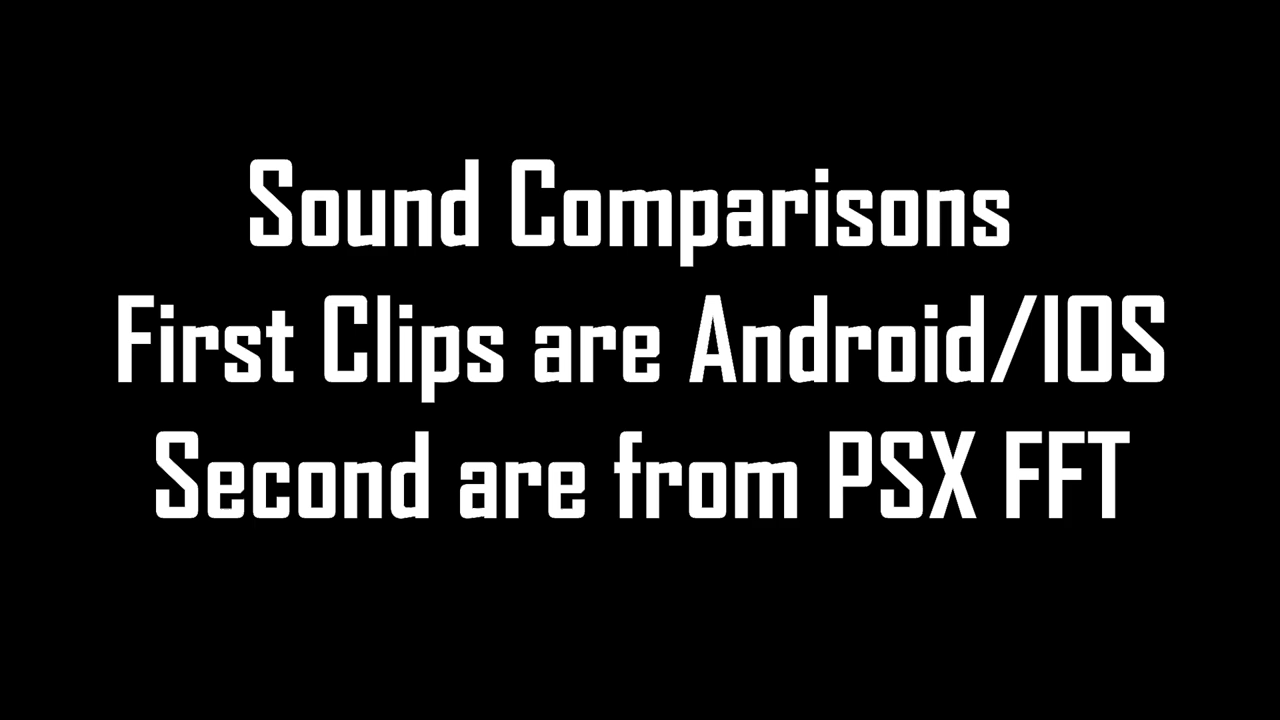 Sound Comparisons
First Clips are Android/IOS
Second are from PSX FFT